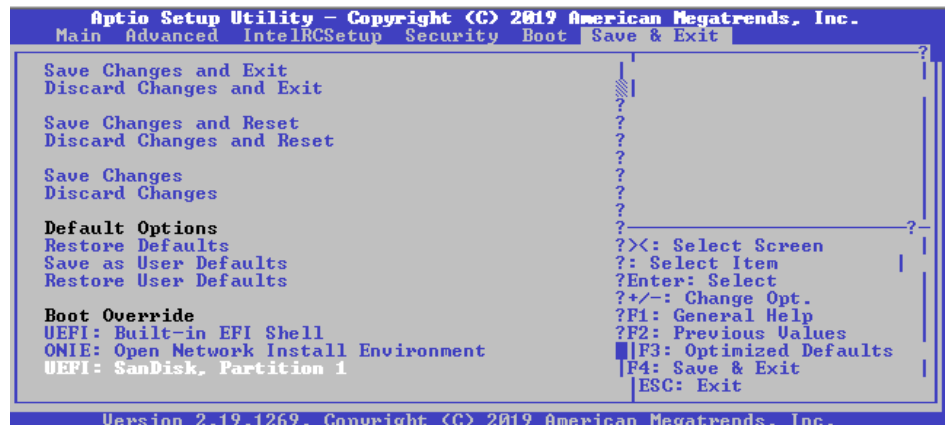 Aptio Setup Utility – Copyright (C) 2019 American Megatrends, Inc.
Main Advanced IntelRCSetup Security Boot Save & Exit
?
Save Changes and Exit
Discard Changes and Exit
?
Save Changes and Reset ?
Discard Changes and Reset ?
?
Save Changes ?
Discard Changes ?
?
Default Options ? ?
Restore Defaults ?><: Select Screen
Save as User Defaults ?: Select Item
Restore User Defaults ?Enter: Select
?+/-: Change Opt.
Boot Override ?F1: General Help
UEFI: Built-in EFI Shell ?F2: Previous Values
ONIE: Open Network Install Environment F3: Optimized Defaults
UEFI: SanDisk, Partition 1 F4: Save & Exit
ESC: Exit
Version 2.19.1269. Copyright (C) 2019 American Megatrends, Inc.